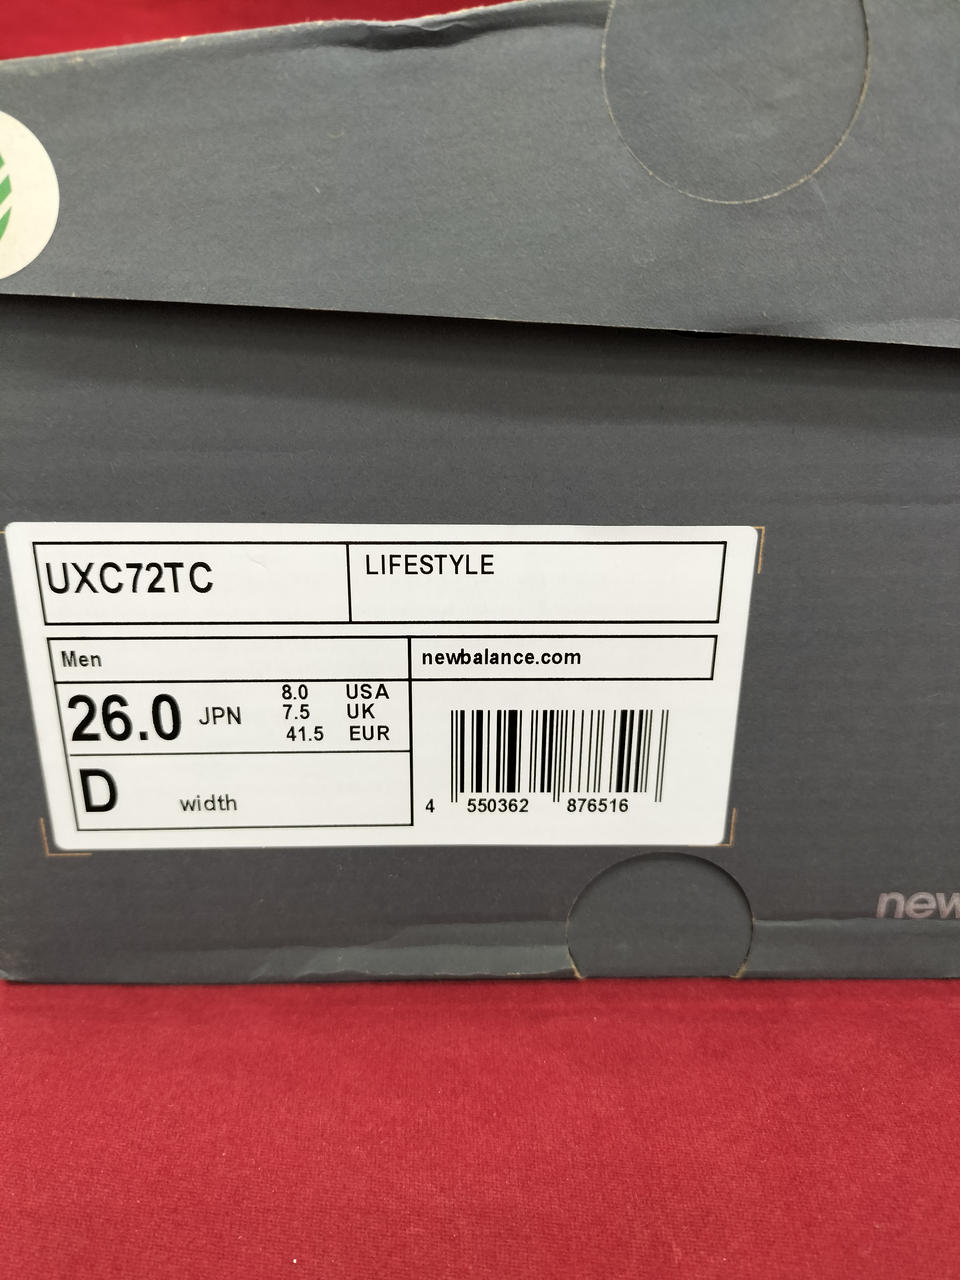 UXC72TC
LIFESTYLE
Men
newbalance.com
26.0 JPN
8.0 USA
7.5 UK
41.5 EUR
D width
4 550362 876516
new